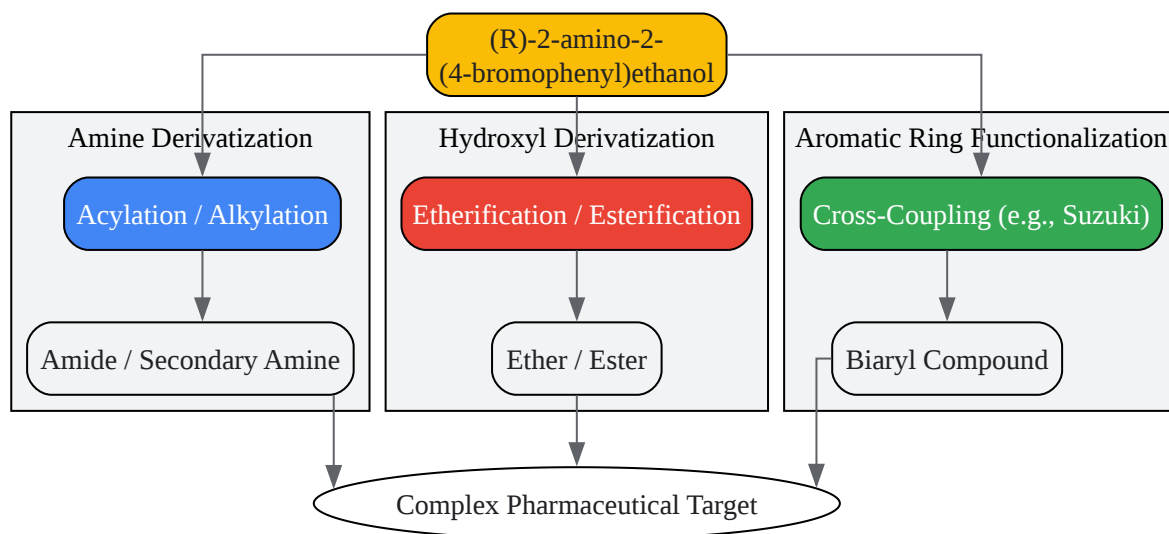 (R)-2-amino-2-
(4-bromophenyl)ethanol
Amine Derivatization
Hydroxyl Derivatization
Aromatic Ring Functionalization
Acylation / Alkylation
Etherification / Esterification
Cross-Coupling (e.g., Suzuki)
Amide / Secondary Amine
Ether / Ester
Biaryl Compound
Complex Pharmaceutical Target